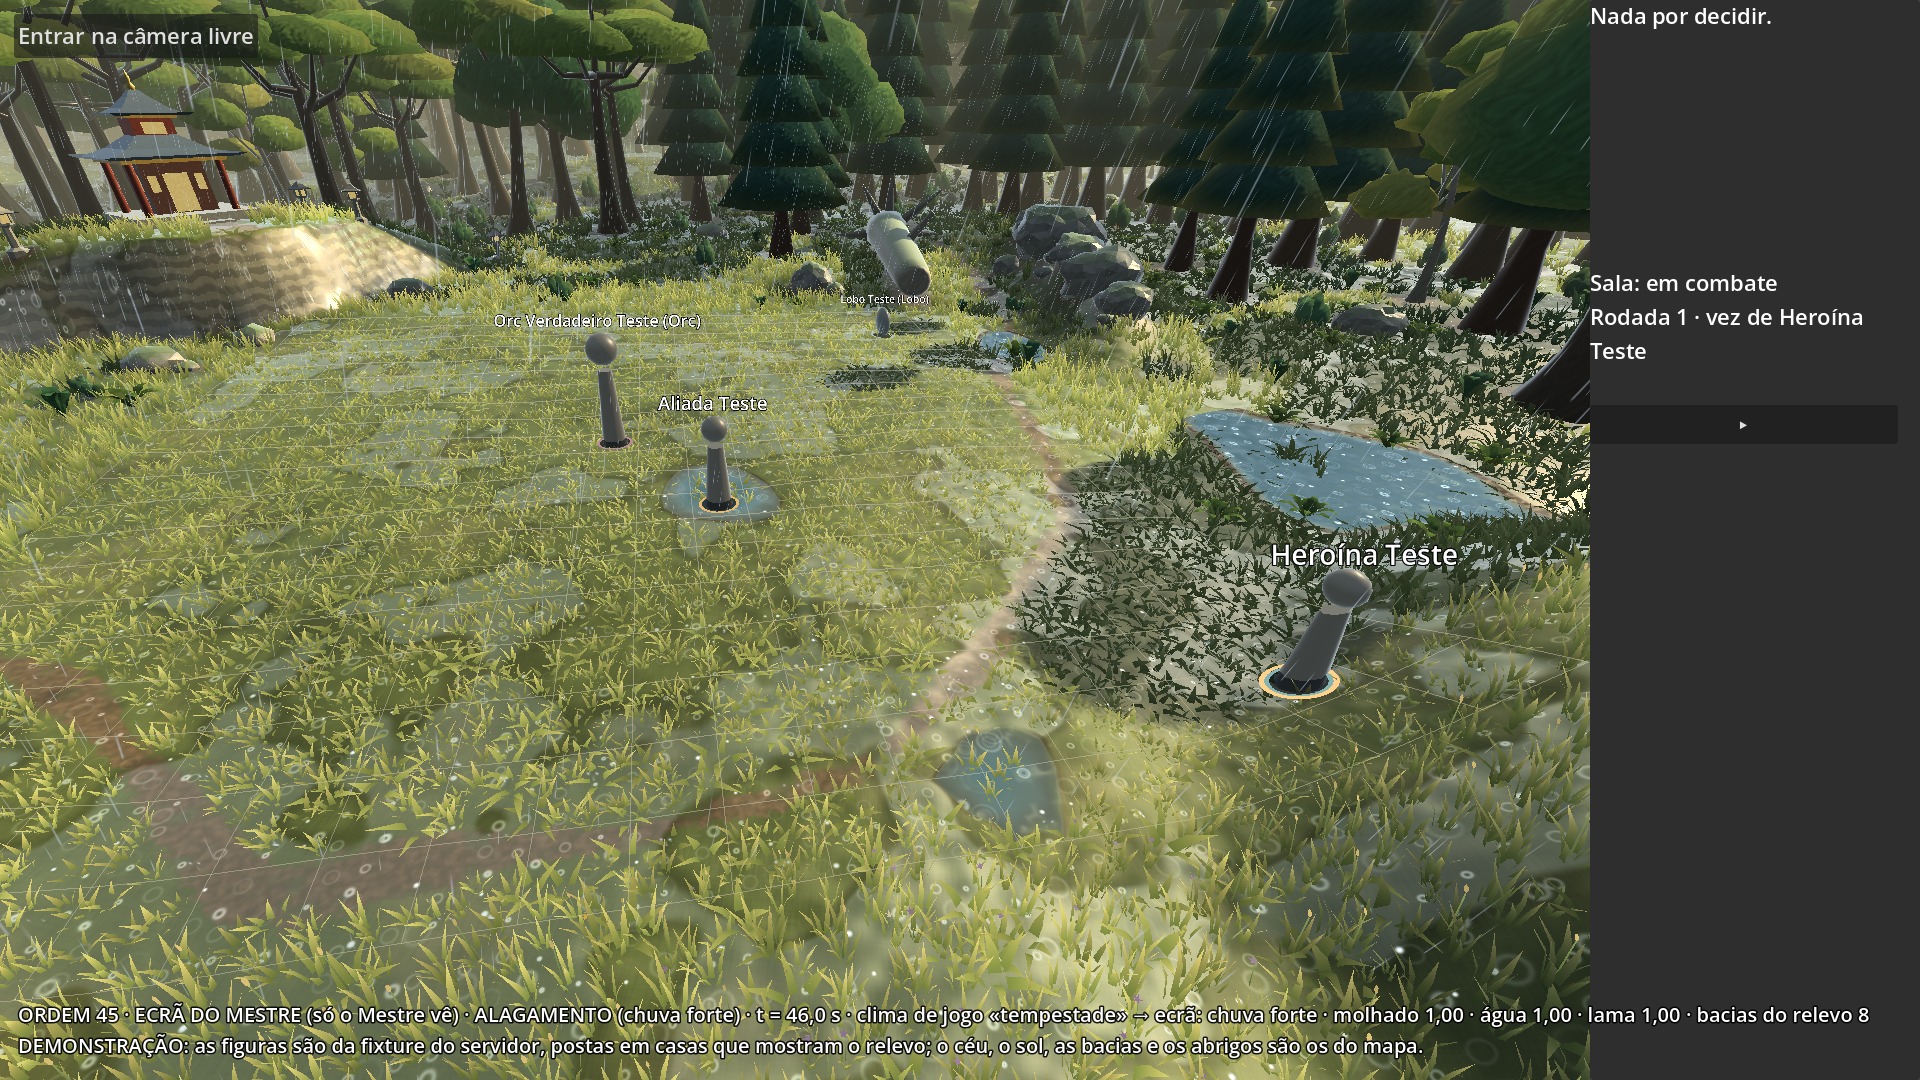 Entrar na câmera livre
Nada por decidir.
Lobo Teste (Lobo)
Orc Verdadeiro Teste (Orc)
Aliada Teste
Heroína Teste
Sala: em combate
Rodada 1 · vez de Heroína
Teste
ORDEM 45 · ECRÃ DO MESTRE (só o Mestre vê) · ALAGAMENTO (chuva forte) · t = 46,0 s · clima de jogo «tempestade» → ecrã: chuva forte · molhado 1,00 · água 1,00 · lama 1,00 · bacias do relevo 8
DEMONSTRAÇÃO: as figuras são da fixture do servidor, postas em casas que mostram o relevo; o céu, o sol, as bacias e os abrigos são os do mapa.